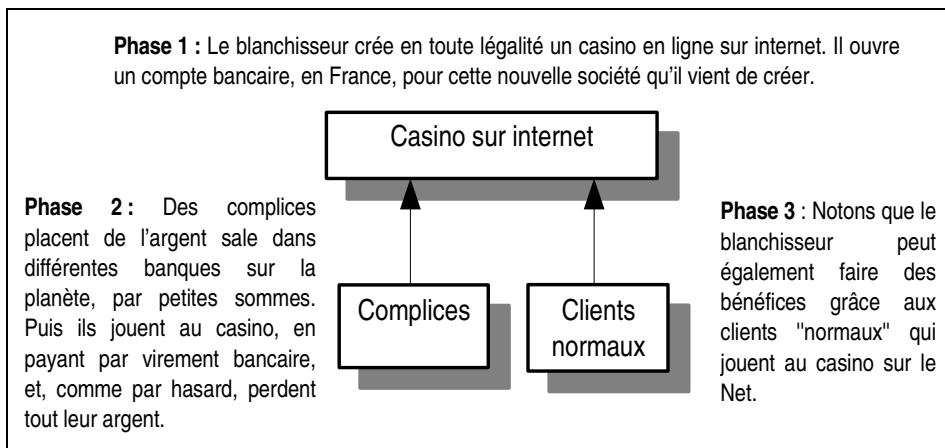 Phase 1 : Le blanchisseur crée en toute légalité un casino en ligne sur internet. Il ouvre
un compte bancaire, en France, pour cette nouvelle société qu'il vient de créer.
Casino sur internet
Phase 2 : Des complices
placent de l'argent sale dans
différentes banques sur la
planète, par petites sommes.
Puis ils jouent au casino, en
payant par virement bancaire,
et, comme par hasard, perdent
tout leur argent.
Complices
Clients
normaux
Phase 3 : Notons que le
blanchisseur peut
également faire des
bénéfices grâce aux
clients "normaux" qui
jouent au casino sur le
Net.